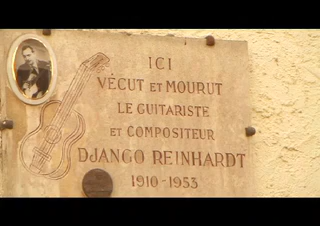 ICI
VÉCUT ET MOURUT
LE GUITARISTE
ET COMPOSITEUR
DJANGO REINHARDT
1910-1953